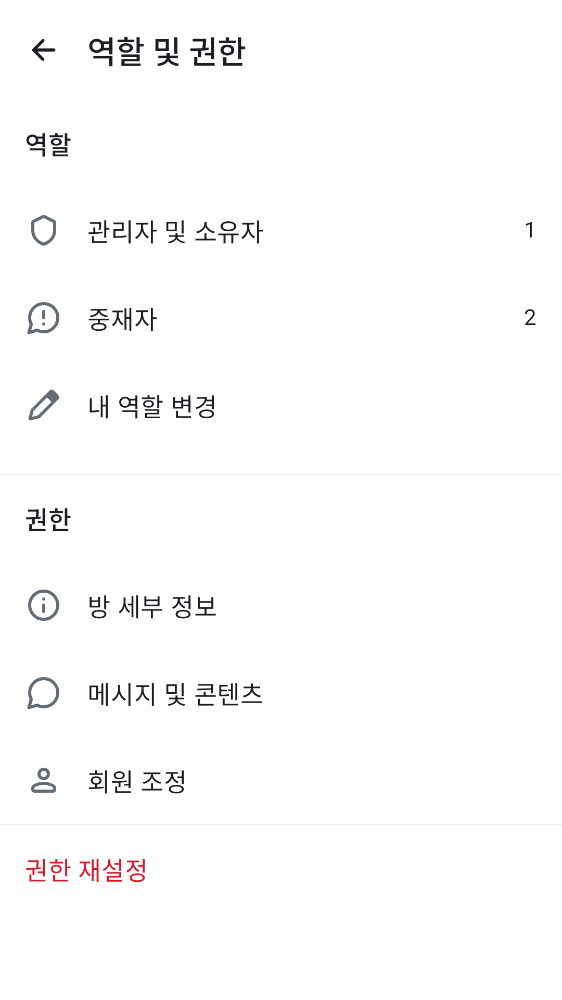 역할 및 권한
역할
관리자 및 소유자 1
중재자 2
내 역할 변경
권한
방 세부 정보
메시지 및 콘텐츠
회원 조정
권한 재설정